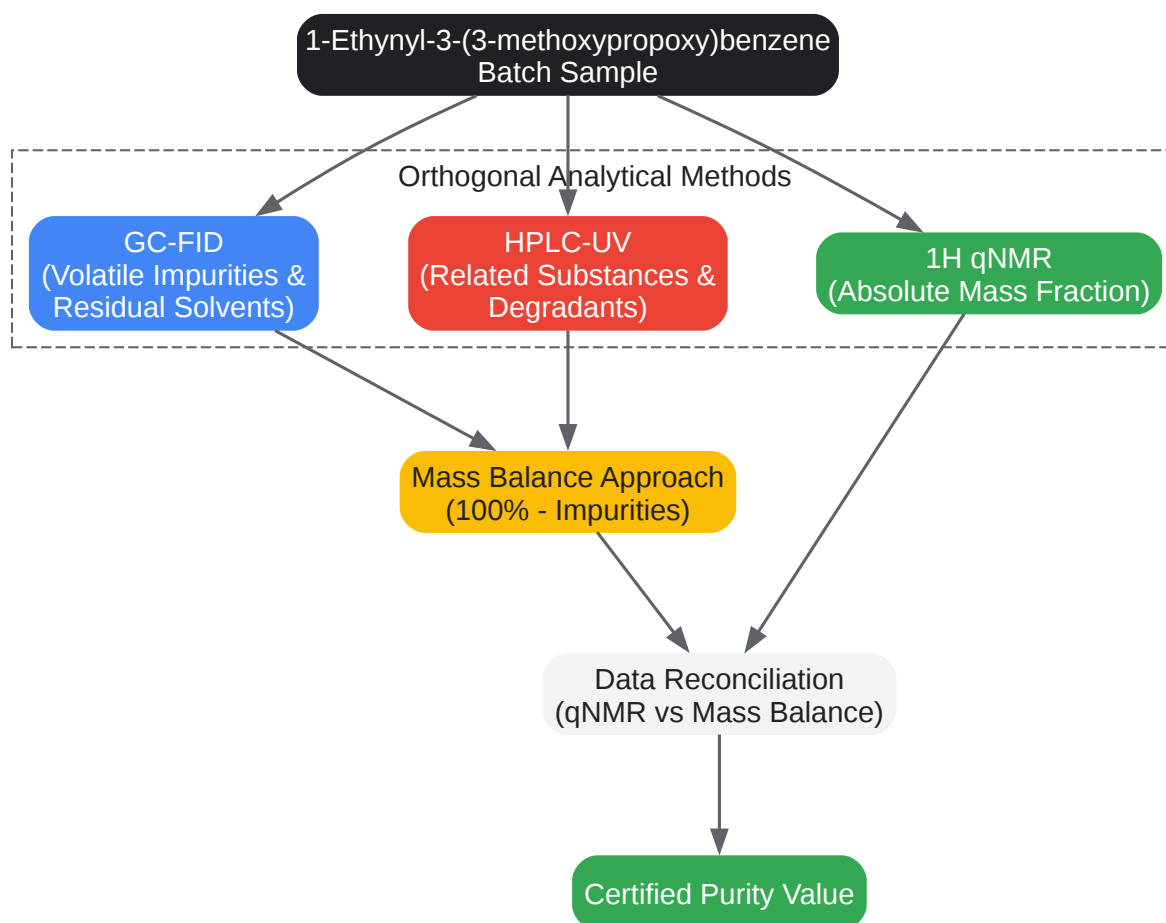 1-Ethynyl-3-(3-methoxypropoxy)benzene
Batch Sample
Orthogonal Analytical Methods
GC-FID
(Volatile Impurities &
Residual Solvents)
HPLC-UV
(Related Substances &
Degradants)
1H qNMR
(Absolute Mass Fraction)
Mass Balance Approach
(100% - Impurities)
Data Reconciliation
(qNMR vs Mass Balance)
Certified Purity Value